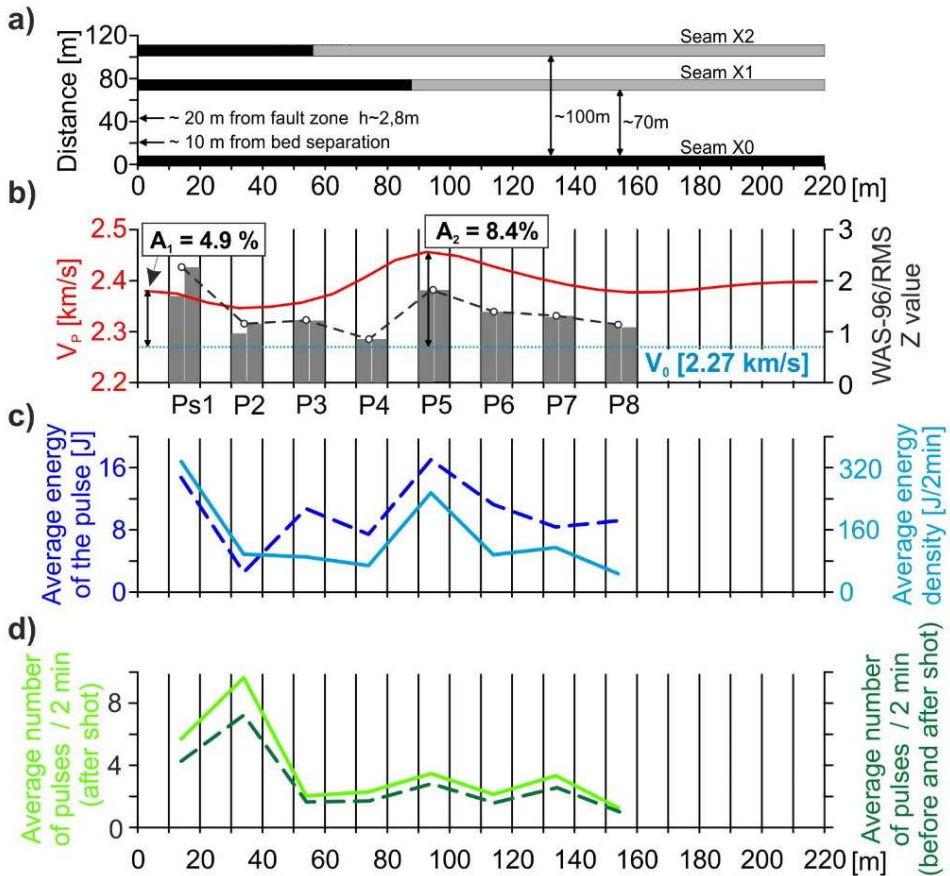 a)
Distance [m]
120
80
40
0
Seam X2
Seam X1
Seam X0
~ 20 m from fault zone h~2,8m
~ 10 m from bed separation
~100m
~70m
0 20 40 60 80 100 120 140 160 180 200 220 [m]
b)
V_P [km/s]
2.5
2.4
2.3
2.2
A_1 = 4.9 %
A_2 = 8.4%
V_0 [2.27 km/s]
3
2
1
0
WAS-96/RMS
Z value
Ps1 P2 P3 P4 P5 P6 P7 P8
c)
Average energy
of the pulse [J]
16
8
0
320
160
0
Average energy
density [J/2min]
d)
Average number
of pulses / 2 min
(after shot)
8
4
0
Average number
of pulses / 2 min
(before and after shot)
0 20 40 60 80 100 120 140 160 180 200 220 [m]